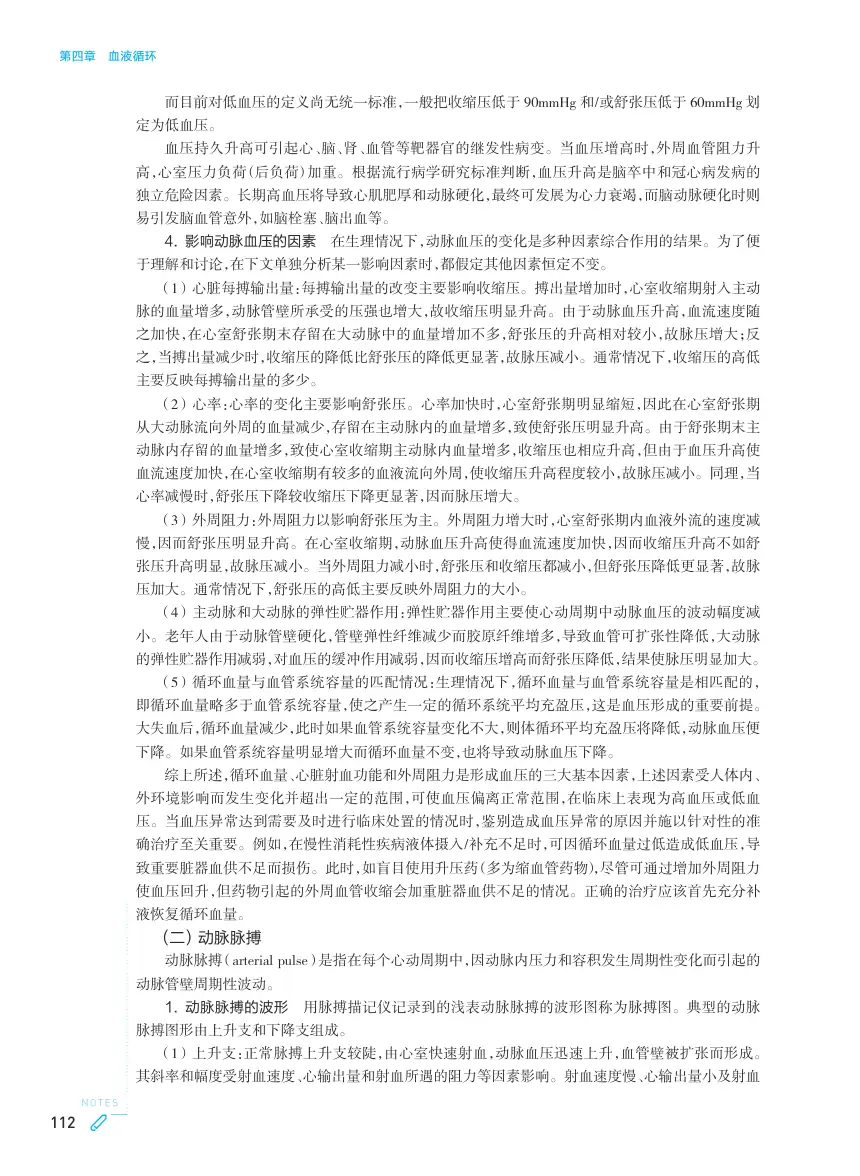 第四章 血液循环
而目前对低血压的定义尚无统一标准，一般把收缩压低于 90mmHg 和/或舒张压低于 60mmHg 划
定为低血压。
血压持久升高可引起心、脑、肾、血管等靶器官的继发性病变。当血压增高时，外周血管阻力升
高，心室压力负荷（后负荷）加重。根据流行病学研究标准判断，血压升高是脑卒中和冠心病发病的
独立危险因素。长期高血压将导致心肌肥厚和动脉硬化，最终可发展为心力衰竭，而脑动脉硬化时则
易引发脑血管意外，如脑栓塞、脑出血等。
4. 影响动脉血压的因素 在生理情况下，动脉血压的变化是多种因素综合作用的结果。为了便
于理解和讨论，在下文单独分析某一影响因素时，都假定其他因素恒定不变。
（1）心脏每搏输出量：每搏输出量的改变主要影响收缩压。搏出量增加时，心室收缩期射入主动
脉的血量增多，动脉管壁所承受的压强也增大，故收缩压明显升高。由于动脉血压升高，血流速度随
之加快，在心室舒张期末存留在大动脉中的血量增加不多，舒张压的升高相对较小，故脉压增大；反
之，当搏出量减少时，收缩压的降低比舒张压的降低更显著，故脉压减小。通常情况下，收缩压的高低
主要反映每搏输出量的多少。
（2）心率：心率的变化主要影响舒张压。心率加快时，心室舒张期明显缩短，因此在心室舒张期
从大动脉流向外周的血量减少，存留在主动脉内的血量增多，致使舒张压明显升高。由于舒张期末主
动脉内存留的血量增多，致使心室收缩期主动脉内血量增多，收缩压也相应升高，但由于血压升高使
血流速度加快，在心室收缩期有较多的血液流向外周，使收缩压升高程度较小，故脉压减小。同理，当
心率减慢时，舒张压下降较收缩压下降更显著，因而脉压增大。
（3）外周阻力：外周阻力以影响舒张压为主。外周阻力增大时，心室舒张期内血液外流的速度减
慢，因而舒张压明显升高。在心室收缩期，动脉血压升高使得血流速度加快，因而收缩压升高不如舒
张压升高明显，故脉压减小。当外周阻力减小时，舒张压和收缩压都减小，但舒张压降低更显著，故脉
压加大。通常情况下，舒张压的高低主要反映外周阻力的大小。
（4）主动脉和大动脉的弹性贮器作用：弹性贮器作用主要使心动周期中动脉血压的波动幅度减
小。老年人由于动脉管壁硬化，管壁弹性纤维减少而胶原纤维增多，导致血管可扩张性降低，大动脉
的弹性贮器作用减弱，对血压的缓冲作用减弱，因而收缩压增高而舒张压降低，结果使脉压明显加大。
（5）循环血量与血管系统容量的匹配情况：生理情况下，循环血量与血管系统容量是相匹配的，
即循环血量略多于血管系统容量，使之产生一定的循环系统平均充盈压，这是血压形成的重要前提。
大失血后，循环血量减少，此时如果血管系统容量变化不大，则体循环平均充盈压将降低，动脉血压便
下降。如果血管系统容量明显增大而循环血量不变，也将导致动脉血压下降。
综上所述，循环血量、心脏射血功能和外周阻力是形成血压的三大基本因素，上述因素受人体内、
外环境影响而发生变化并超出一定的范围，可使血压偏离正常范围，在临床上表现为高血压或低血
压。当血压异常达到需要及时进行临床处置的情况时，鉴别造成血压异常的原因并施以针对性的准
确治疗至关重要。例如，在慢性消耗性疾病液体摄入/补充不足时，可因循环血量过低造成低血压，导
致重要脏器血供不足而损伤。此时，如盲目使用升压药（多为缩血管药物），尽管可通过增加外周阻力
使血压回升，但药物引起的外周血管收缩会加重脏器血供不足的情况。正确的治疗应该首先充分补
液恢复循环血量。
（二）动脉脉搏
动脉脉搏（arterial pulse）是指在每个心动周期中，因动脉内压力和容积发生周期性变化而引起的
动脉管壁周期性波动。
1. 动脉脉搏的波形 用脉搏描记仪记录到的浅表动脉脉搏的波形图称为脉搏图。典型的动脉
脉搏图形由上升支和下降支组成。
（1）上升支：正常脉搏上升支较陡，由心室快速射血，动脉血压迅速上升，血管壁被扩张而形成。
其斜率和幅度受射血速度、心输出量和射血所遇的阻力等因素影响。射血速度慢、心输出量小及射血
NOTES
112